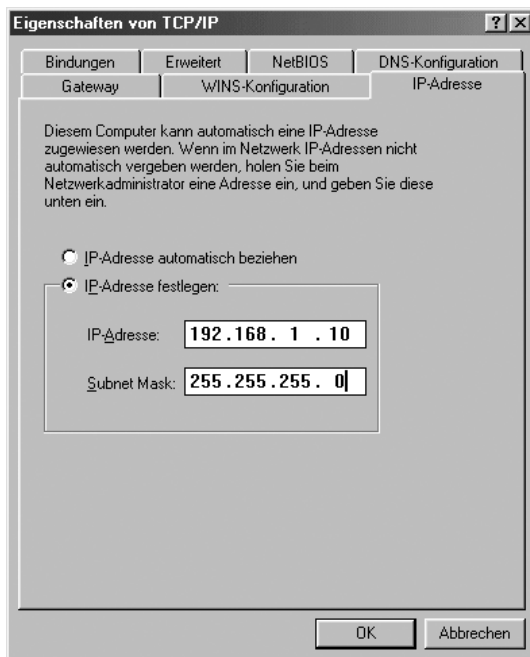 Eigenschaften von TCP/IP
Bindungen Erweitert NetBIOS DNS-Konfiguration
Gateway WINS-Konfiguration IP-Adresse
Diesem Computer kann automatisch eine IP-Adresse
zugewiesen werden. Wenn im Netzwerk IP-Adressen nicht
automatisch vergeben werden, holen Sie beim
Netzwerkadministrator eine Adresse ein, und geben Sie diese
unten ein.
IP-Adresse automatisch beziehen
IP-Adresse festlegen:
IP-Adresse: 192.168. 1 .10
Subnet Mask: 255.255.255. 0
OK Abbrechen